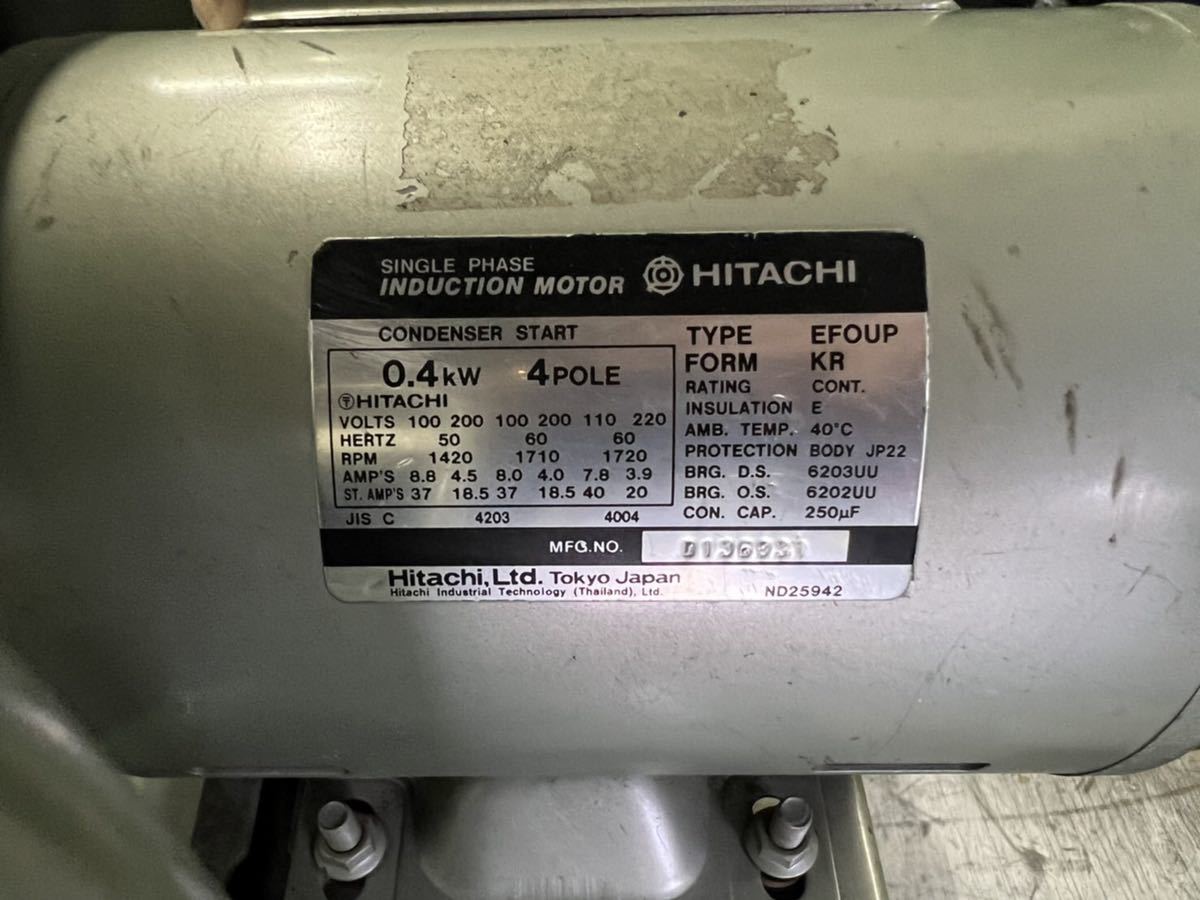 SINGLE PHASE
INDUCTION MOTOR HITACHI
CONDENSER START
0.4kW 4POLE
HITACHI
VOLTS 100 200 100 200 110 220
HERTZ 50 60 60
RPM 1420 1710 1720
AMP'S 8.8 4.5 8.0 4.0 7.8 3.9
ST. AMP'S 37 18.5 37 18.5 40 20
JIS C 4203 4004
TYPE EFOUP
FORM KR
RATING CONT.
INSULATION E
AMB. TEMP. 40°C
PROTECTION BODY JP22
BRG. D.S. 6203UU
BRG. O.S. 6202UU
CON. CAP. 250µF
MFG.NO.
Hitachi, Ltd. Tokyo Japan
Hitachi Industrial Technology (Thailand), Ltd. ND25942